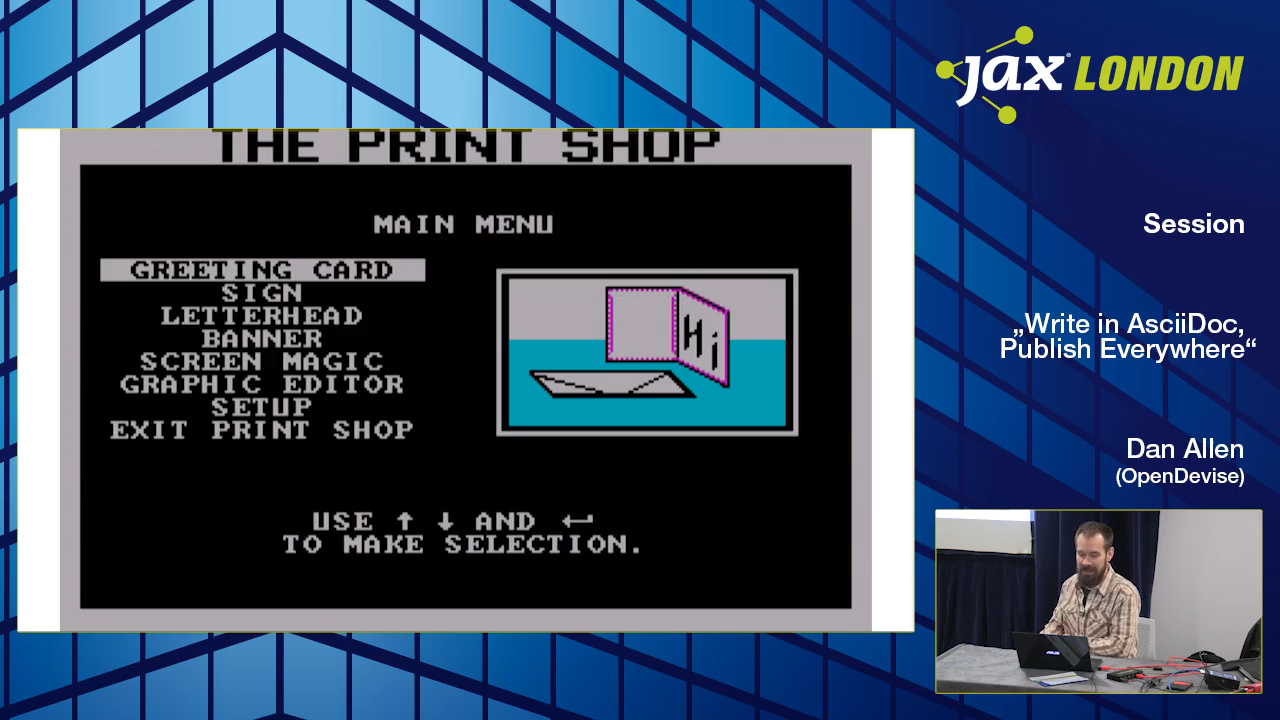 jax® LONDON
THE PRINT SHOP
MAIN MENU
GREETING CARD
SIGN
LETTERHEAD
BANNER
SCREEN MAGIC
GRAPHIC EDITOR
SETUP
EXIT PRINT SHOP
Hi
USE ↑ ↓ AND ↵
TO MAKE SELECTION.
Session
„Write in AsciiDoc,
Publish Everywhere“
Dan Allen
(OpenDevise)
ASUS